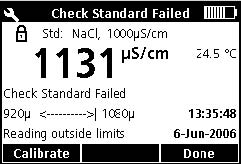 Check Standard Failed
Std: NaCl, 1000µS/cm
1131 µS/cm 24.5 °C
Check Standard Failed
920µ <---------->| 1080µ 13:35:48
Reading outside limits 6-Jun-2006
Calibrate Done